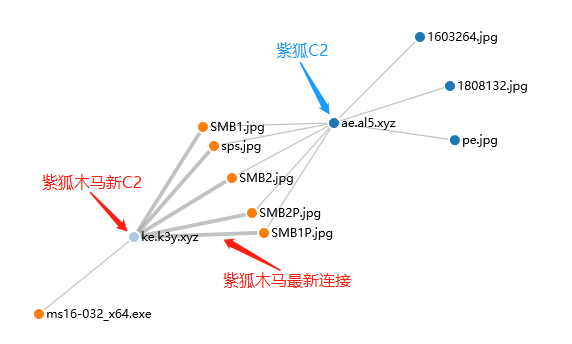 1603264.jpg
紫狐C2
1808132.jpg
ae.al5.xyz
SMB1.jpg
pe.jpg
sps.jpg
SMB2.jpg
紫狐木马新C2
SMB2P.jpg
SMB1P.jpg
ke.k3y.xyz
紫狐木马最新连接
ms16-032_x64.exe